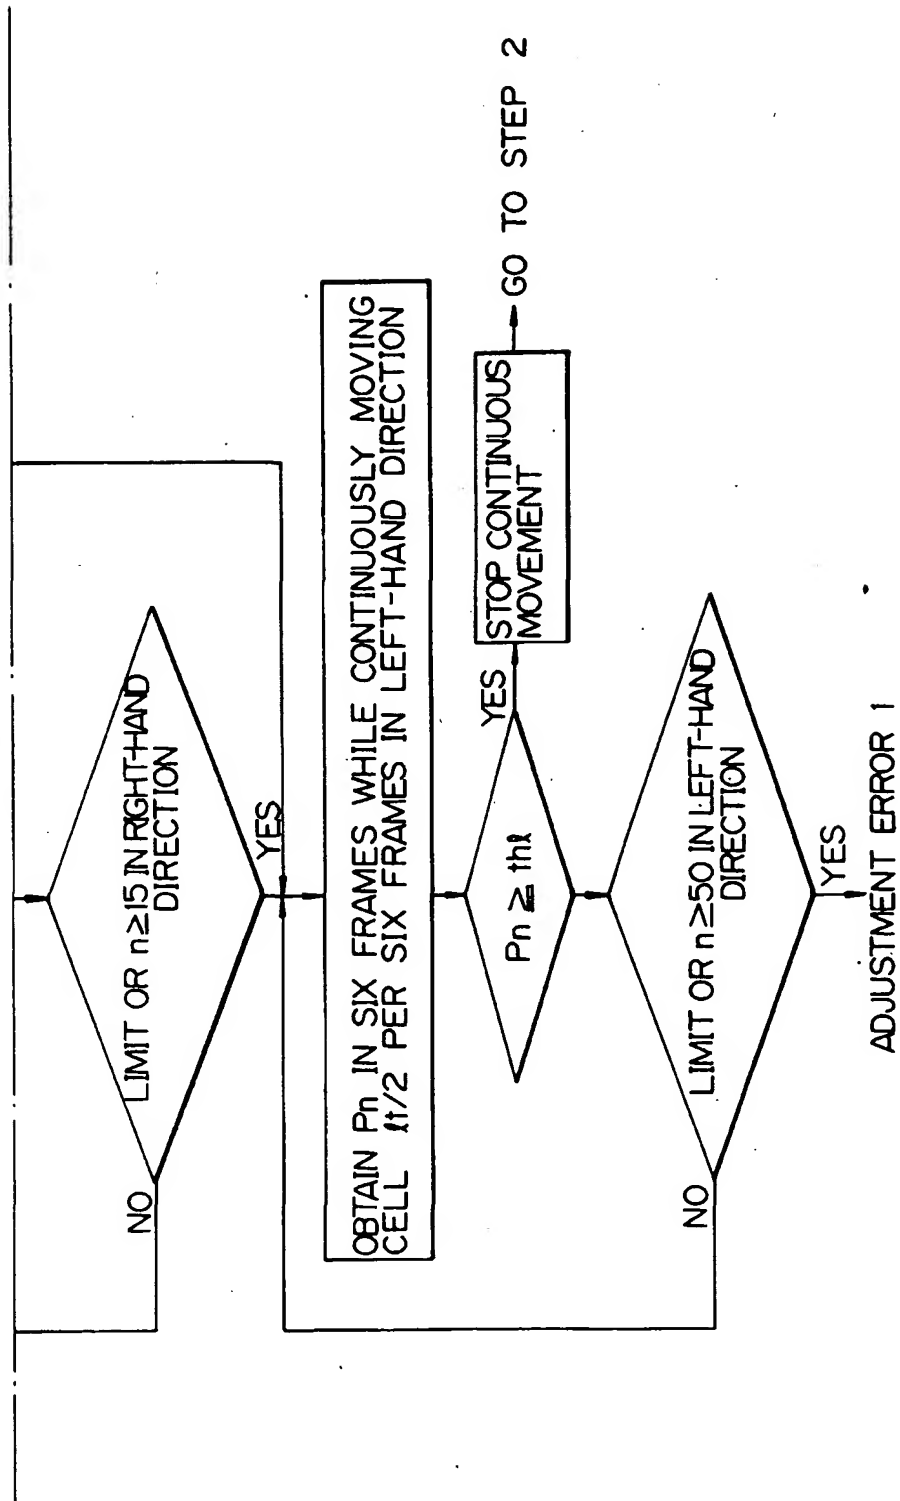 LIMIT OR n≥15 IN RIGHT-HAND
DIRECTION
NO
YES
OBTAIN Pn IN SIX FRAMES WHILE CONTINUOUSLY MOVING
CELL ℓt/2 PER SIX FRAMES IN LEFT-HAND DIRECTION
Pn ≧ thℓ
YES
STOP CONTINUOUS
MOVEMENT
GO TO STEP 2
LIMIT OR n≥50 IN LEFT-HAND
DIRECTION
NO
YES
ADJUSTMENT ERROR 1